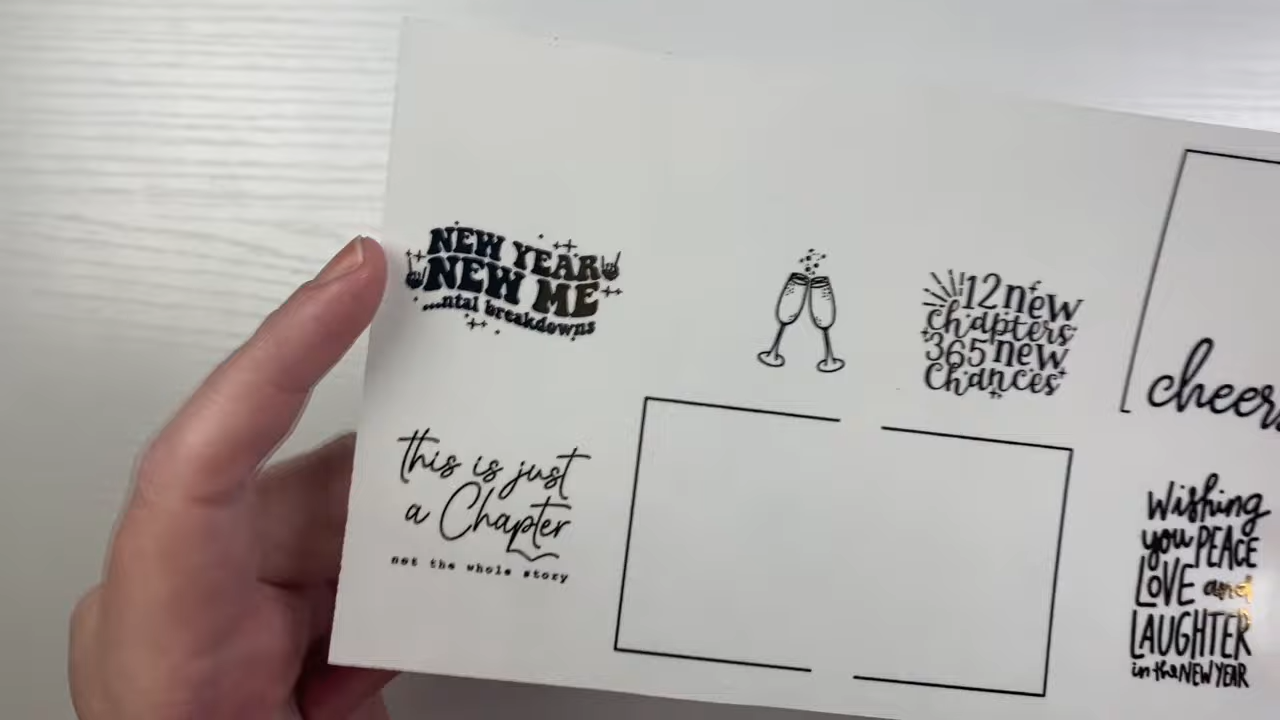 NEW YEAR
NEW ME
...ntal breakdowns
12 new
chapters
365 new
Chances
cheers
this is just
a Chapter
not the whole story
Wishing
you PEACE
LOVE and
LAUGHTER
in the NEW YEAR